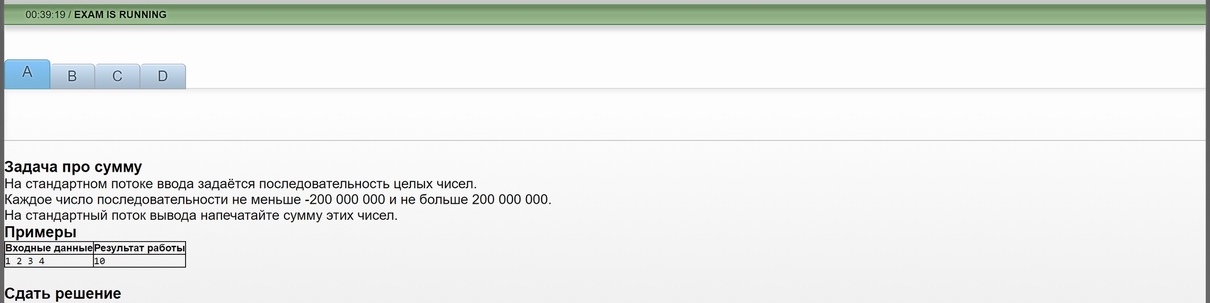 00:39:19 / EXAM IS RUNNING
A B C D
Задача про сумму
На стандартном потоке ввода задаётся последовательность целых чисел.
Каждое число последовательности не меньше -200 000 000 и не больше 200 000 000.
На стандартный поток вывода напечатайте сумму этих чисел.
Примеры
Входные данные Результат работы
1 2 3 4 10
Сдать решение